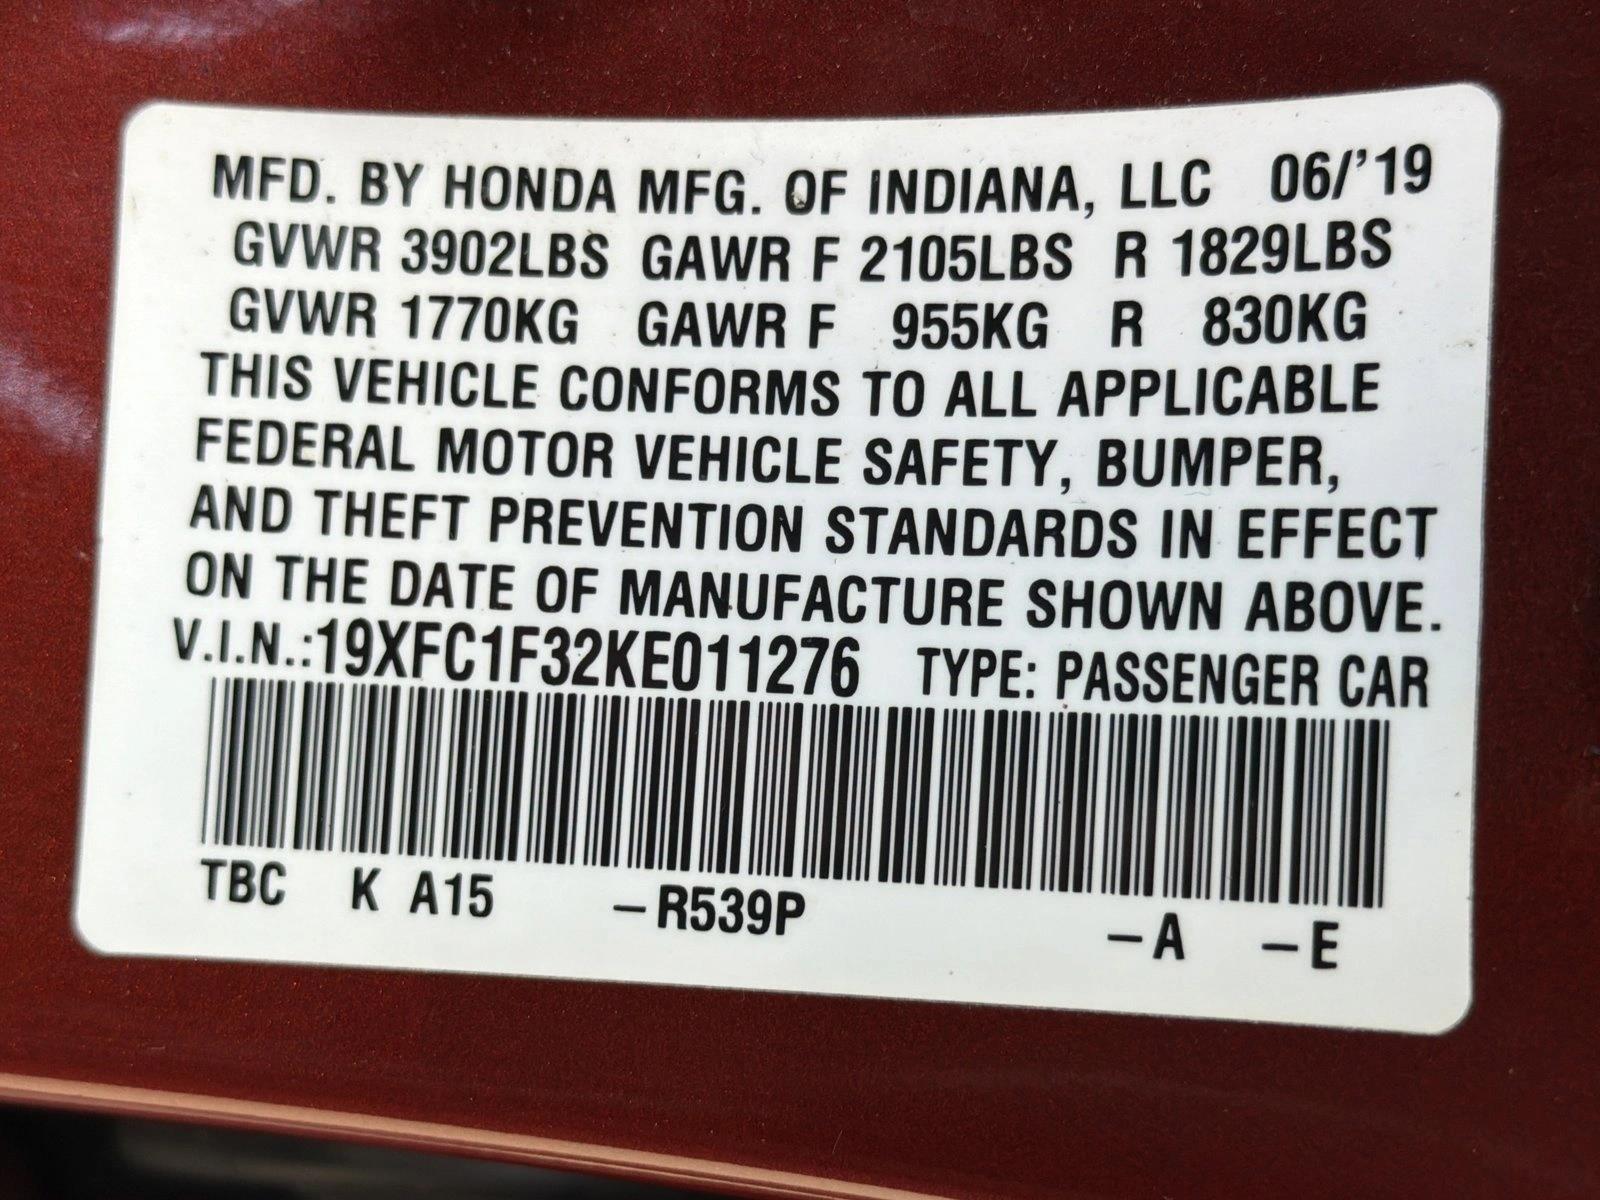 MFD. BY HONDA MFG. OF INDIANA, LLC 06/'19
GVWR 3902LBS GAWR F 2105LBS R 1829LBS
GVWR 1770KG GAWR F 955KG R 830KG
THIS VEHICLE CONFORMS TO ALL APPLICABLE
FEDERAL MOTOR VEHICLE SAFETY, BUMPER,
AND THEFT PREVENTION STANDARDS IN EFFECT
ON THE DATE OF MANUFACTURE SHOWN ABOVE.
V.I.N.:19XFC1F32KE011276 TYPE: PASSENGER CAR
TBC K A15 –R539P –A –E